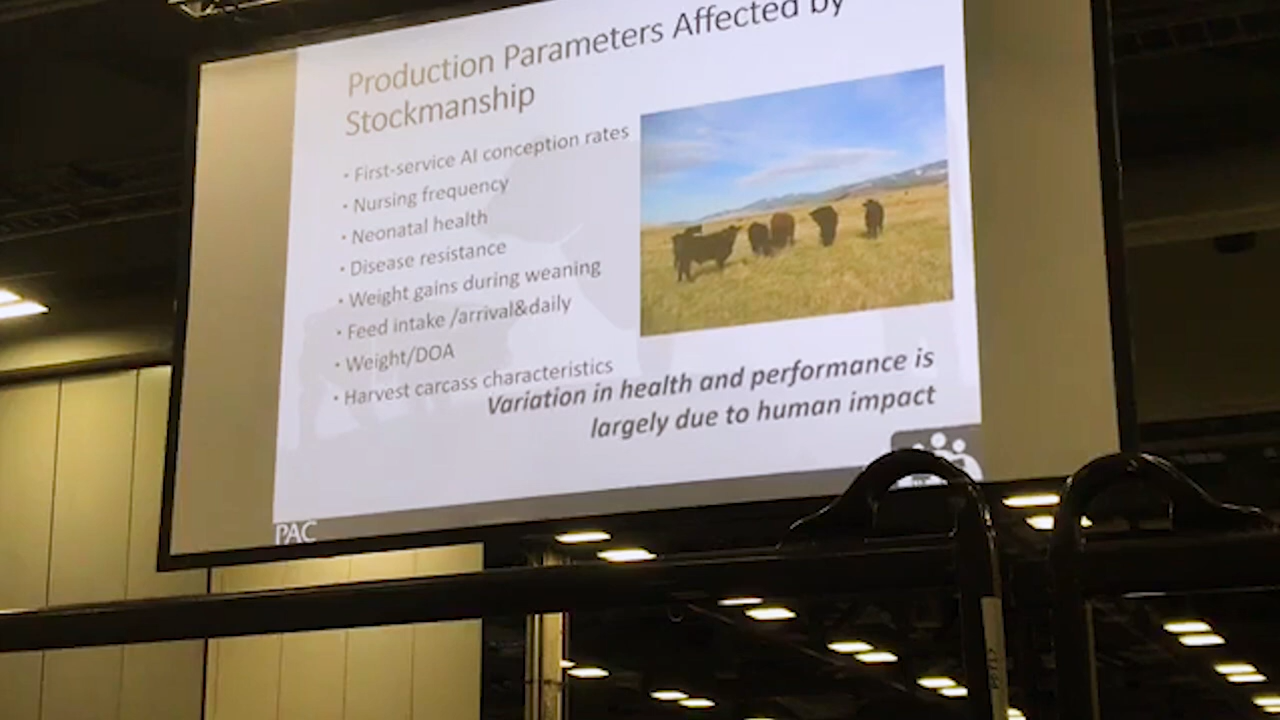 Production Parameters Affected by
Stockmanship
• First-service AI conception rates
• Nursing frequency
• Neonatal health
• Disease resistance
• Weight gains during weaning
• Feed intake /arrival&daily
• Weight/DOA
• Harvest carcass characteristics
Variation in health and performance is
largely due to human impact
PAC